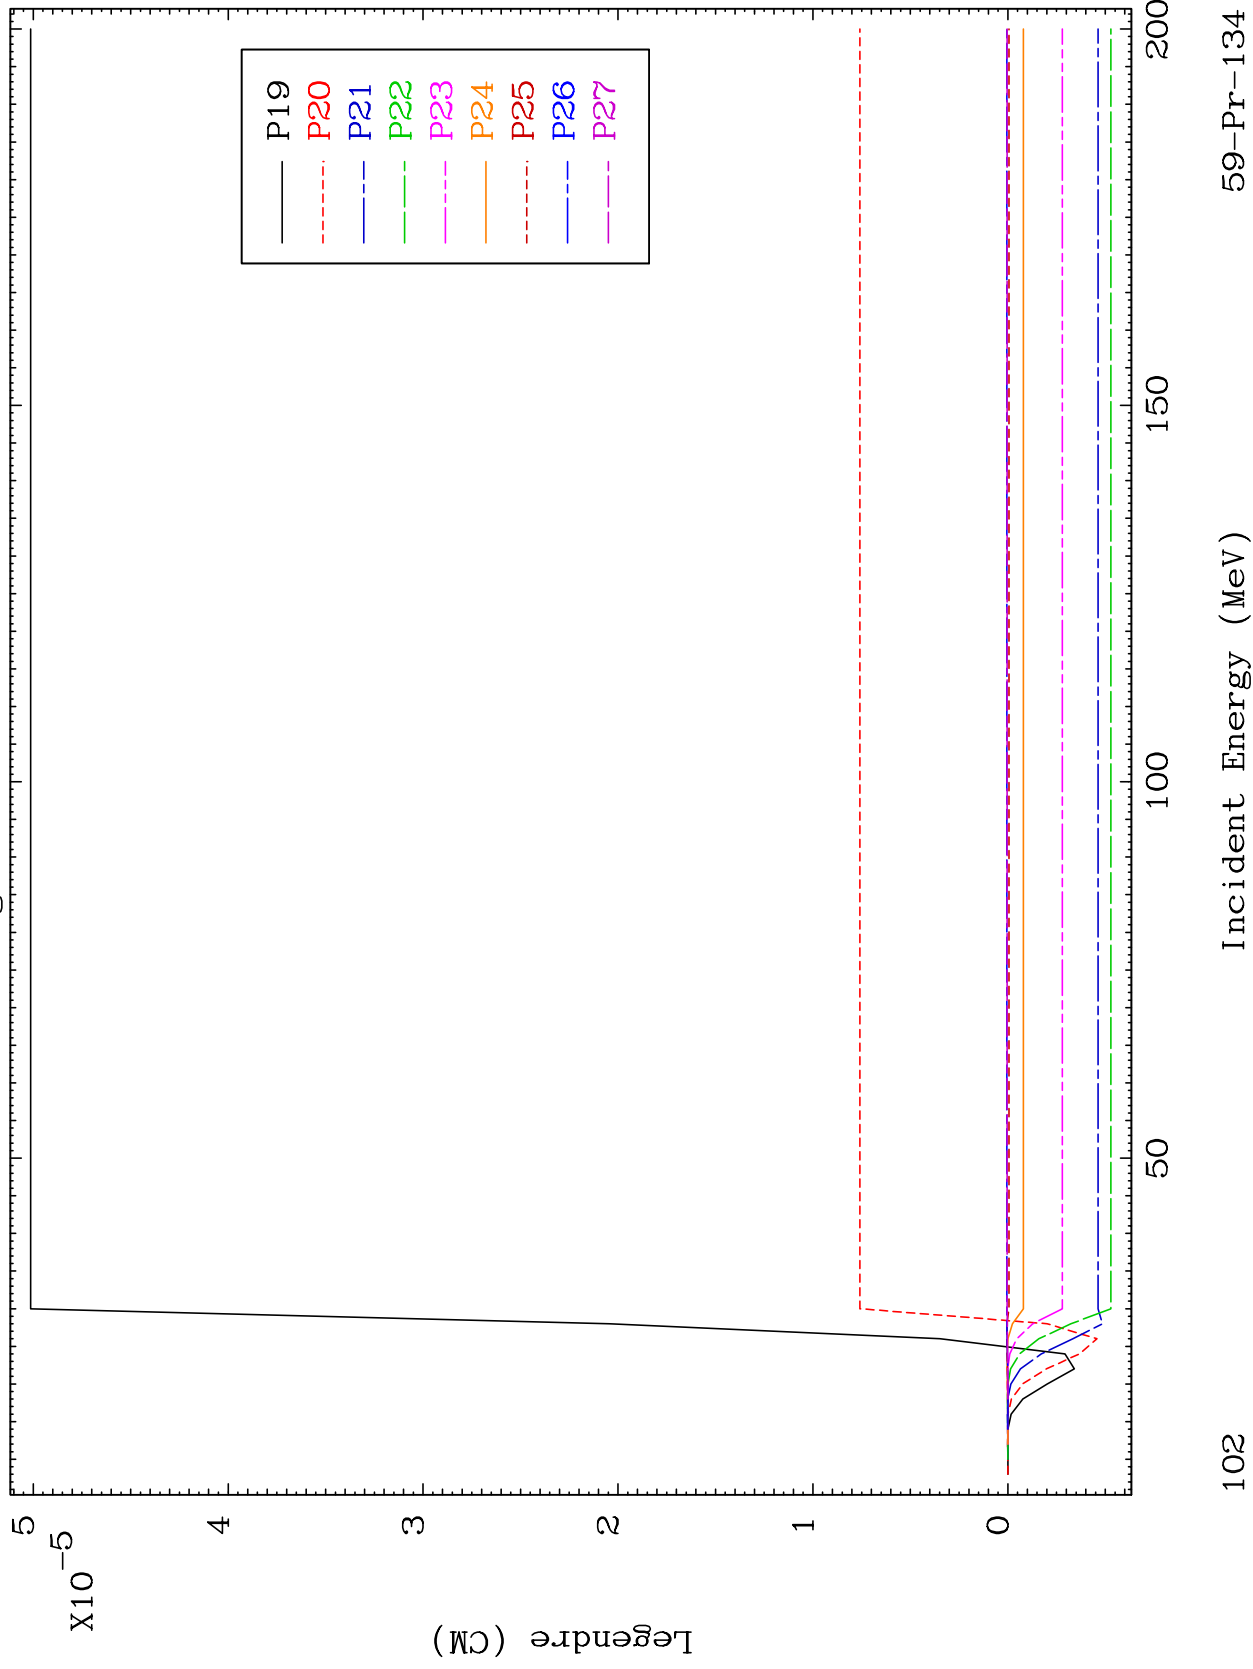 P19
P20
P21
P22
P23
P24
P25
P26
P27
5
4
3
2
1
0
X10⁻⁵
Legendre (CM)
50
100
150
200
Incident Energy (MeV)
102
59-Pr-134